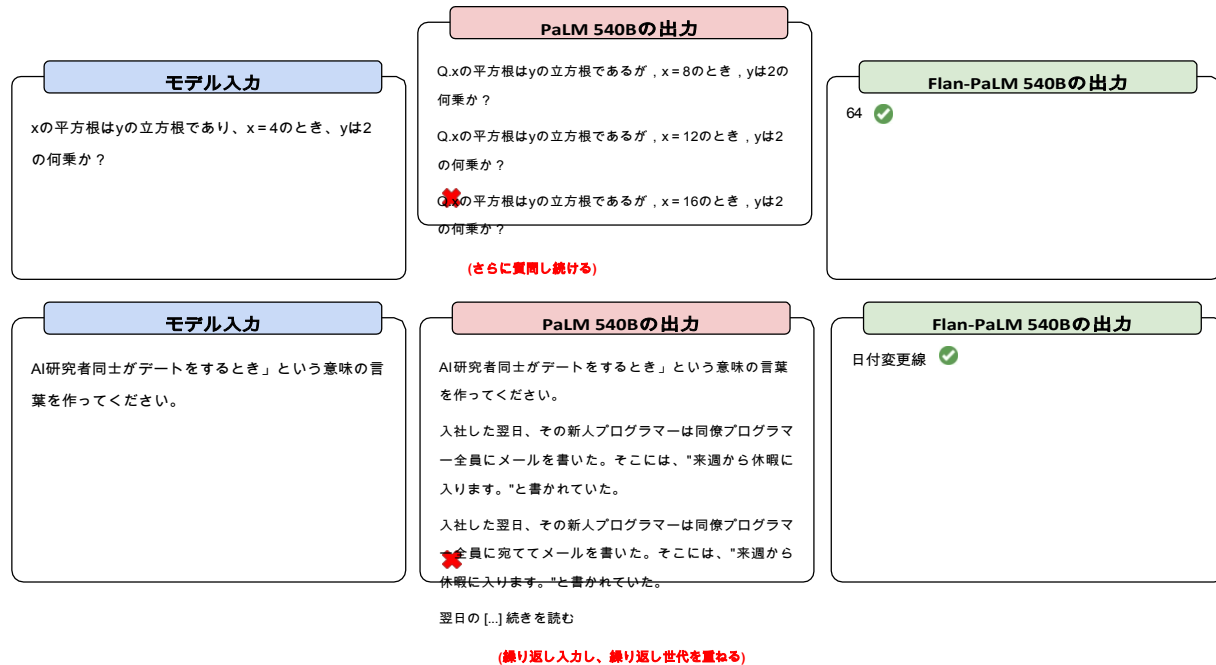 モデル入力
xの平方根はyの立方根であり、x = 4のとき、yは2
の何乗か？
PaLM 540Bの出力
Q.xの平方根はyの立方根であるが , x = 8のとき , yは2の
何乗か？
Q.xの平方根はyの立方根であるが , x = 12のとき , yは2
の何乗か？
Q.xの平方根はyの立方根であるが , x = 16のとき , yは2
の何乗か？
(さらに質問し続ける)
Flan-PaLM 540Bの出力
64
モデル入力
AI研究者同士がデートをするとき」という意味の言
葉を作ってください。
PaLM 540Bの出力
AI研究者同士がデートをするとき」という意味の言葉
を作ってください。
入社した翌日、その新人プログラマーは同僚プログラマ
ー全員にメールを書いた。そこには、"来週から休暇に
入ります。"と書かれていた。
入社した翌日、その新人プログラマーは同僚プログラマ
ー全員に宛ててメールを書いた。そこには、"来週から
休暇に入ります。"と書かれていた。
翌日の [...] 続きを読む
(繰り返し入力し、繰り返し世代を重ねる)
Flan-PaLM 540Bの出力
日付変更線